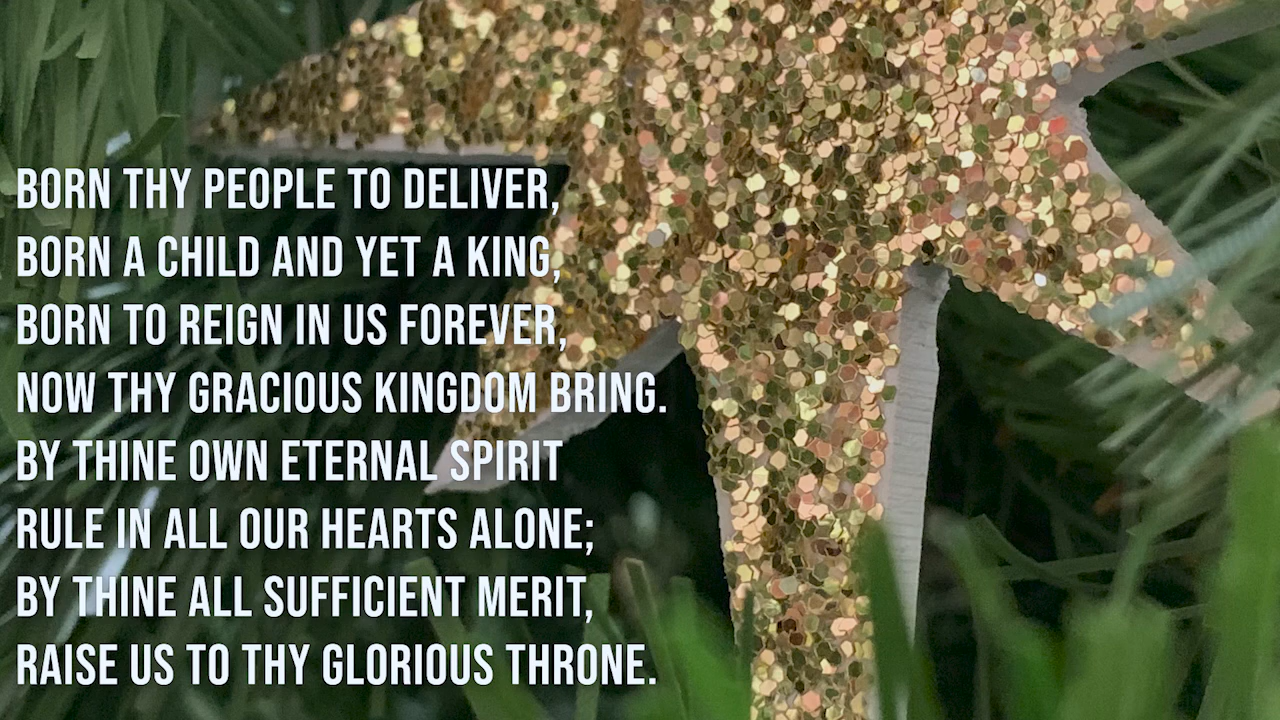 BORN THY PEOPLE TO DELIVER,
BORN A CHILD AND YET A KING,
BORN TO REIGN IN US FOREVER,
NOW THY GRACIOUS KINGDOM BRING.
BY THINE OWN ETERNAL SPIRIT
RULE IN ALL OUR HEARTS ALONE;
BY THINE ALL SUFFICIENT MERIT,
RAISE US TO THY GLORIOUS THRONE.